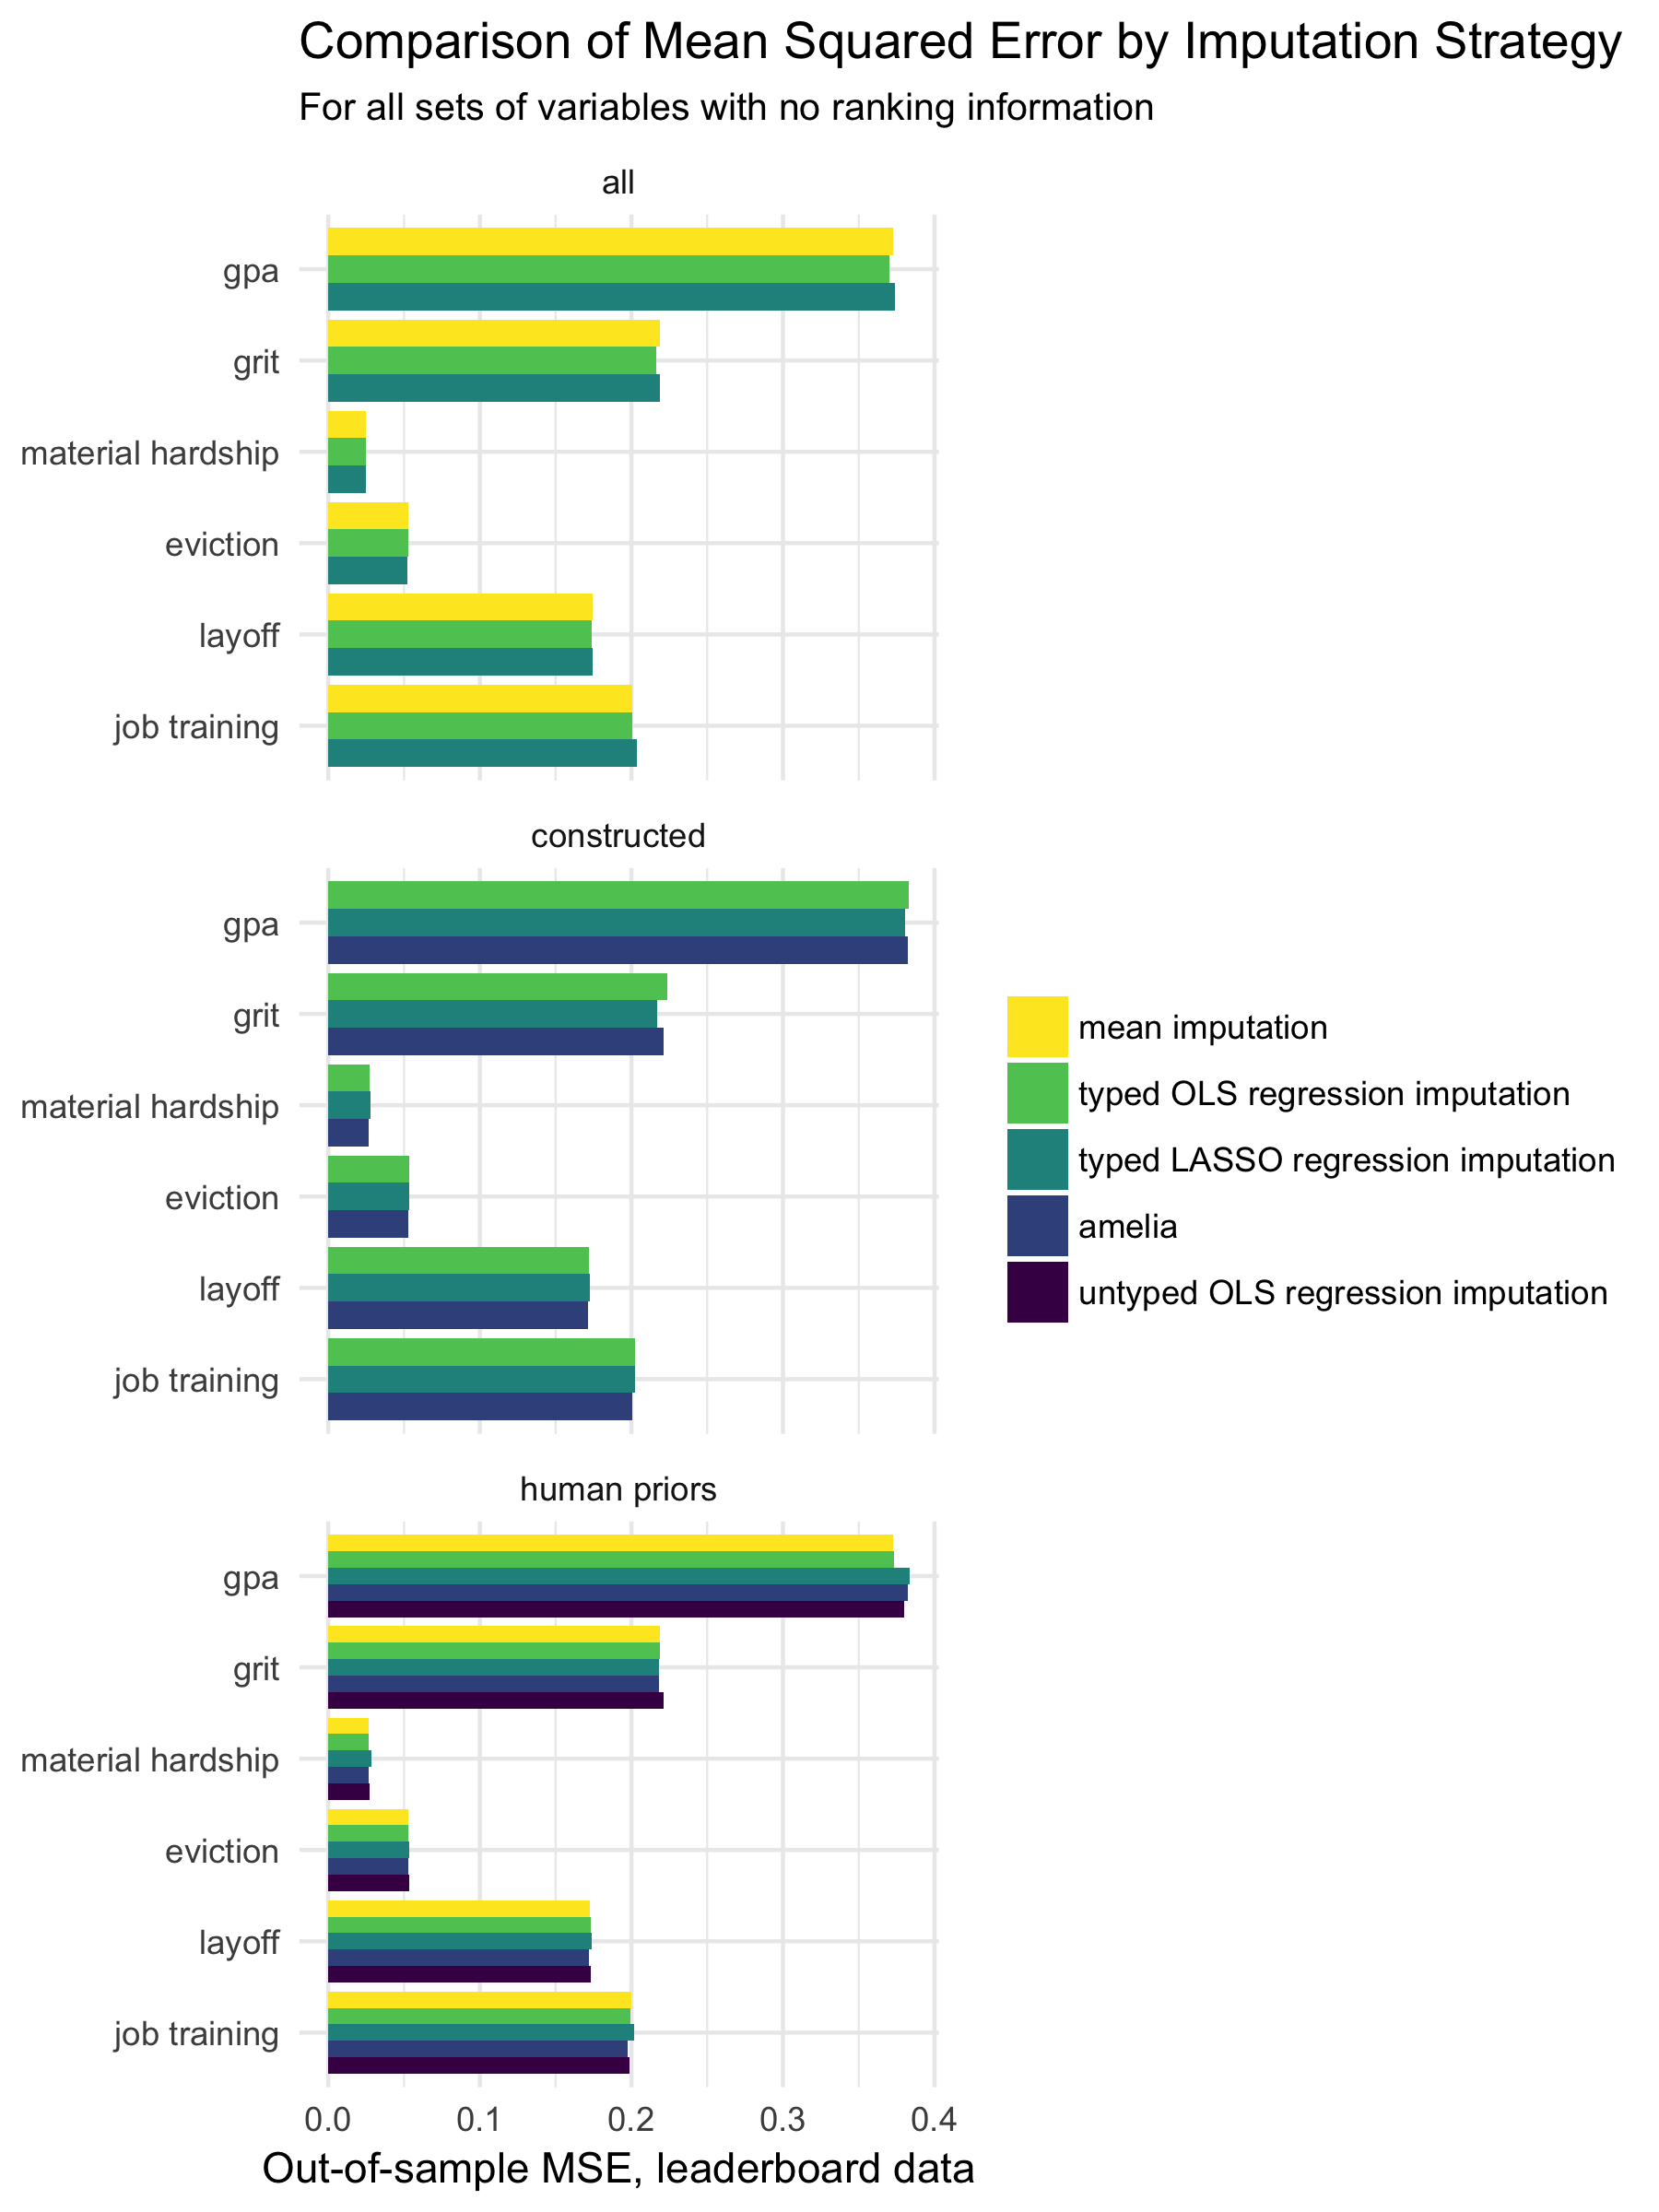 Comparison of Mean Squared Error by Imputation Strategy
For all sets of variables with no ranking information
all
gpa
grit
material hardship
eviction
layoff
job training
constructed
gpa
grit
material hardship
eviction
layoff
job training
mean imputation
typed OLS regression imputation
typed LASSO regression imputation
amelia
untyped OLS regression imputation
human priors
gpa
grit
material hardship
eviction
layoff
job training
0.0 0.1 0.2 0.3 0.4
Out-of-sample MSE, leaderboard data